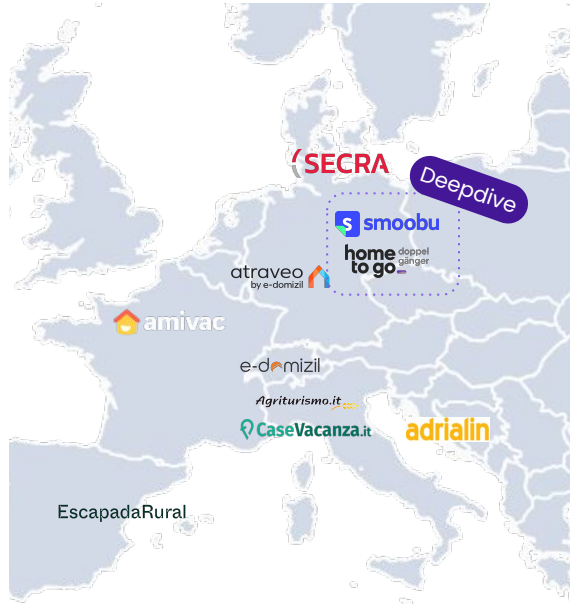 SECRA
Deepdive
smoobu
home to go
doppel gänger
atraveo
by e-domizil
amivac
e-domizil
Agriturismo.it
CaseVacanza.it
adrialin
EscapadaRural